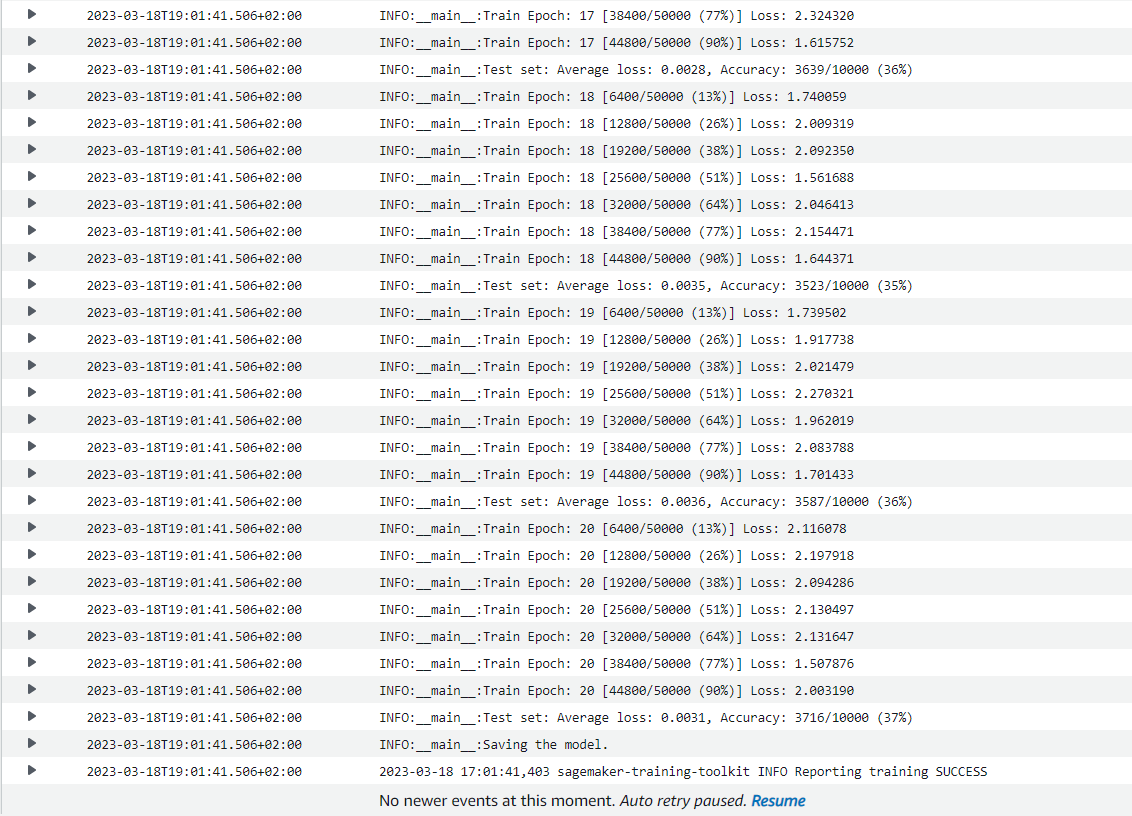 2023-03-18T19:01:41.506+02:00 INFO:__main__:Train Epoch: 17 [38400/50000 (77%)] Loss: 2.324320
2023-03-18T19:01:41.506+02:00 INFO:__main__:Train Epoch: 17 [44800/50000 (90%)] Loss: 1.615752
2023-03-18T19:01:41.506+02:00 INFO:__main__:Test set: Average loss: 0.0028, Accuracy: 3639/10000 (36%)
2023-03-18T19:01:41.506+02:00 INFO:__main__:Train Epoch: 18 [6400/50000 (13%)] Loss: 1.740059
2023-03-18T19:01:41.506+02:00 INFO:__main__:Train Epoch: 18 [12800/50000 (26%)] Loss: 2.009319
2023-03-18T19:01:41.506+02:00 INFO:__main__:Train Epoch: 18 [19200/50000 (38%)] Loss: 2.092350
2023-03-18T19:01:41.506+02:00 INFO:__main__:Train Epoch: 18 [25600/50000 (51%)] Loss: 1.561688
2023-03-18T19:01:41.506+02:00 INFO:__main__:Train Epoch: 18 [32000/50000 (64%)] Loss: 2.046413
2023-03-18T19:01:41.506+02:00 INFO:__main__:Train Epoch: 18 [38400/50000 (77%)] Loss: 2.154471
2023-03-18T19:01:41.506+02:00 INFO:__main__:Train Epoch: 18 [44800/50000 (90%)] Loss: 1.644371
2023-03-18T19:01:41.506+02:00 INFO:__main__:Test set: Average loss: 0.0035, Accuracy: 3523/10000 (35%)
2023-03-18T19:01:41.506+02:00 INFO:__main__:Train Epoch: 19 [6400/50000 (13%)] Loss: 1.739502
2023-03-18T19:01:41.506+02:00 INFO:__main__:Train Epoch: 19 [12800/50000 (26%)] Loss: 1.917738
2023-03-18T19:01:41.506+02:00 INFO:__main__:Train Epoch: 19 [19200/50000 (38%)] Loss: 2.021479
2023-03-18T19:01:41.506+02:00 INFO:__main__:Train Epoch: 19 [25600/50000 (51%)] Loss: 2.270321
2023-03-18T19:01:41.506+02:00 INFO:__main__:Train Epoch: 19 [32000/50000 (64%)] Loss: 1.962019
2023-03-18T19:01:41.506+02:00 INFO:__main__:Train Epoch: 19 [38400/50000 (77%)] Loss: 2.083788
2023-03-18T19:01:41.506+02:00 INFO:__main__:Train Epoch: 19 [44800/50000 (90%)] Loss: 1.701433
2023-03-18T19:01:41.506+02:00 INFO:__main__:Test set: Average loss: 0.0036, Accuracy: 3587/10000 (36%)
2023-03-18T19:01:41.506+02:00 INFO:__main__:Train Epoch: 20 [6400/50000 (13%)] Loss: 2.116078
2023-03-18T19:01:41.506+02:00 INFO:__main__:Train Epoch: 20 [12800/50000 (26%)] Loss: 2.197918
2023-03-18T19:01:41.506+02:00 INFO:__main__:Train Epoch: 20 [19200/50000 (38%)] Loss: 2.094286
2023-03-18T19:01:41.506+02:00 INFO:__main__:Train Epoch: 20 [25600/50000 (51%)] Loss: 2.130497
2023-03-18T19:01:41.506+02:00 INFO:__main__:Train Epoch: 20 [32000/50000 (64%)] Loss: 2.131647
2023-03-18T19:01:41.506+02:00 INFO:__main__:Train Epoch: 20 [38400/50000 (77%)] Loss: 1.507876
2023-03-18T19:01:41.506+02:00 INFO:__main__:Train Epoch: 20 [44800/50000 (90%)] Loss: 2.003190
2023-03-18T19:01:41.506+02:00 INFO:__main__:Test set: Average loss: 0.0031, Accuracy: 3716/10000 (37%)
2023-03-18T19:01:41.506+02:00 INFO:__main__:Saving the model.
2023-03-18T19:01:41.506+02:00 2023-03-18 17:01:41,403 sagemaker-training-toolkit INFO Reporting training SUCCESS
No newer events at this moment. Auto retry paused. Resume